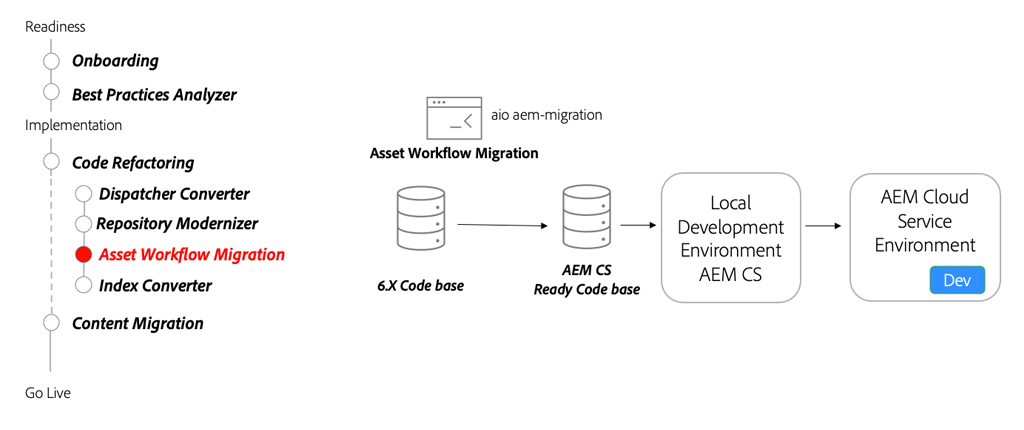 Readiness
Onboarding
Best Practices Analyzer
Implementation
Code Refactoring
Dispatcher Converter
Repository Modernizer
Asset Workflow Migration
Index Converter
Content Migration
Go Live
aio aem-migration
Asset Workflow Migration
6.X Code base
AEM CS
Ready Code base
Local
Development
Environment
AEM CS
AEM Cloud
Service
Environment
Dev